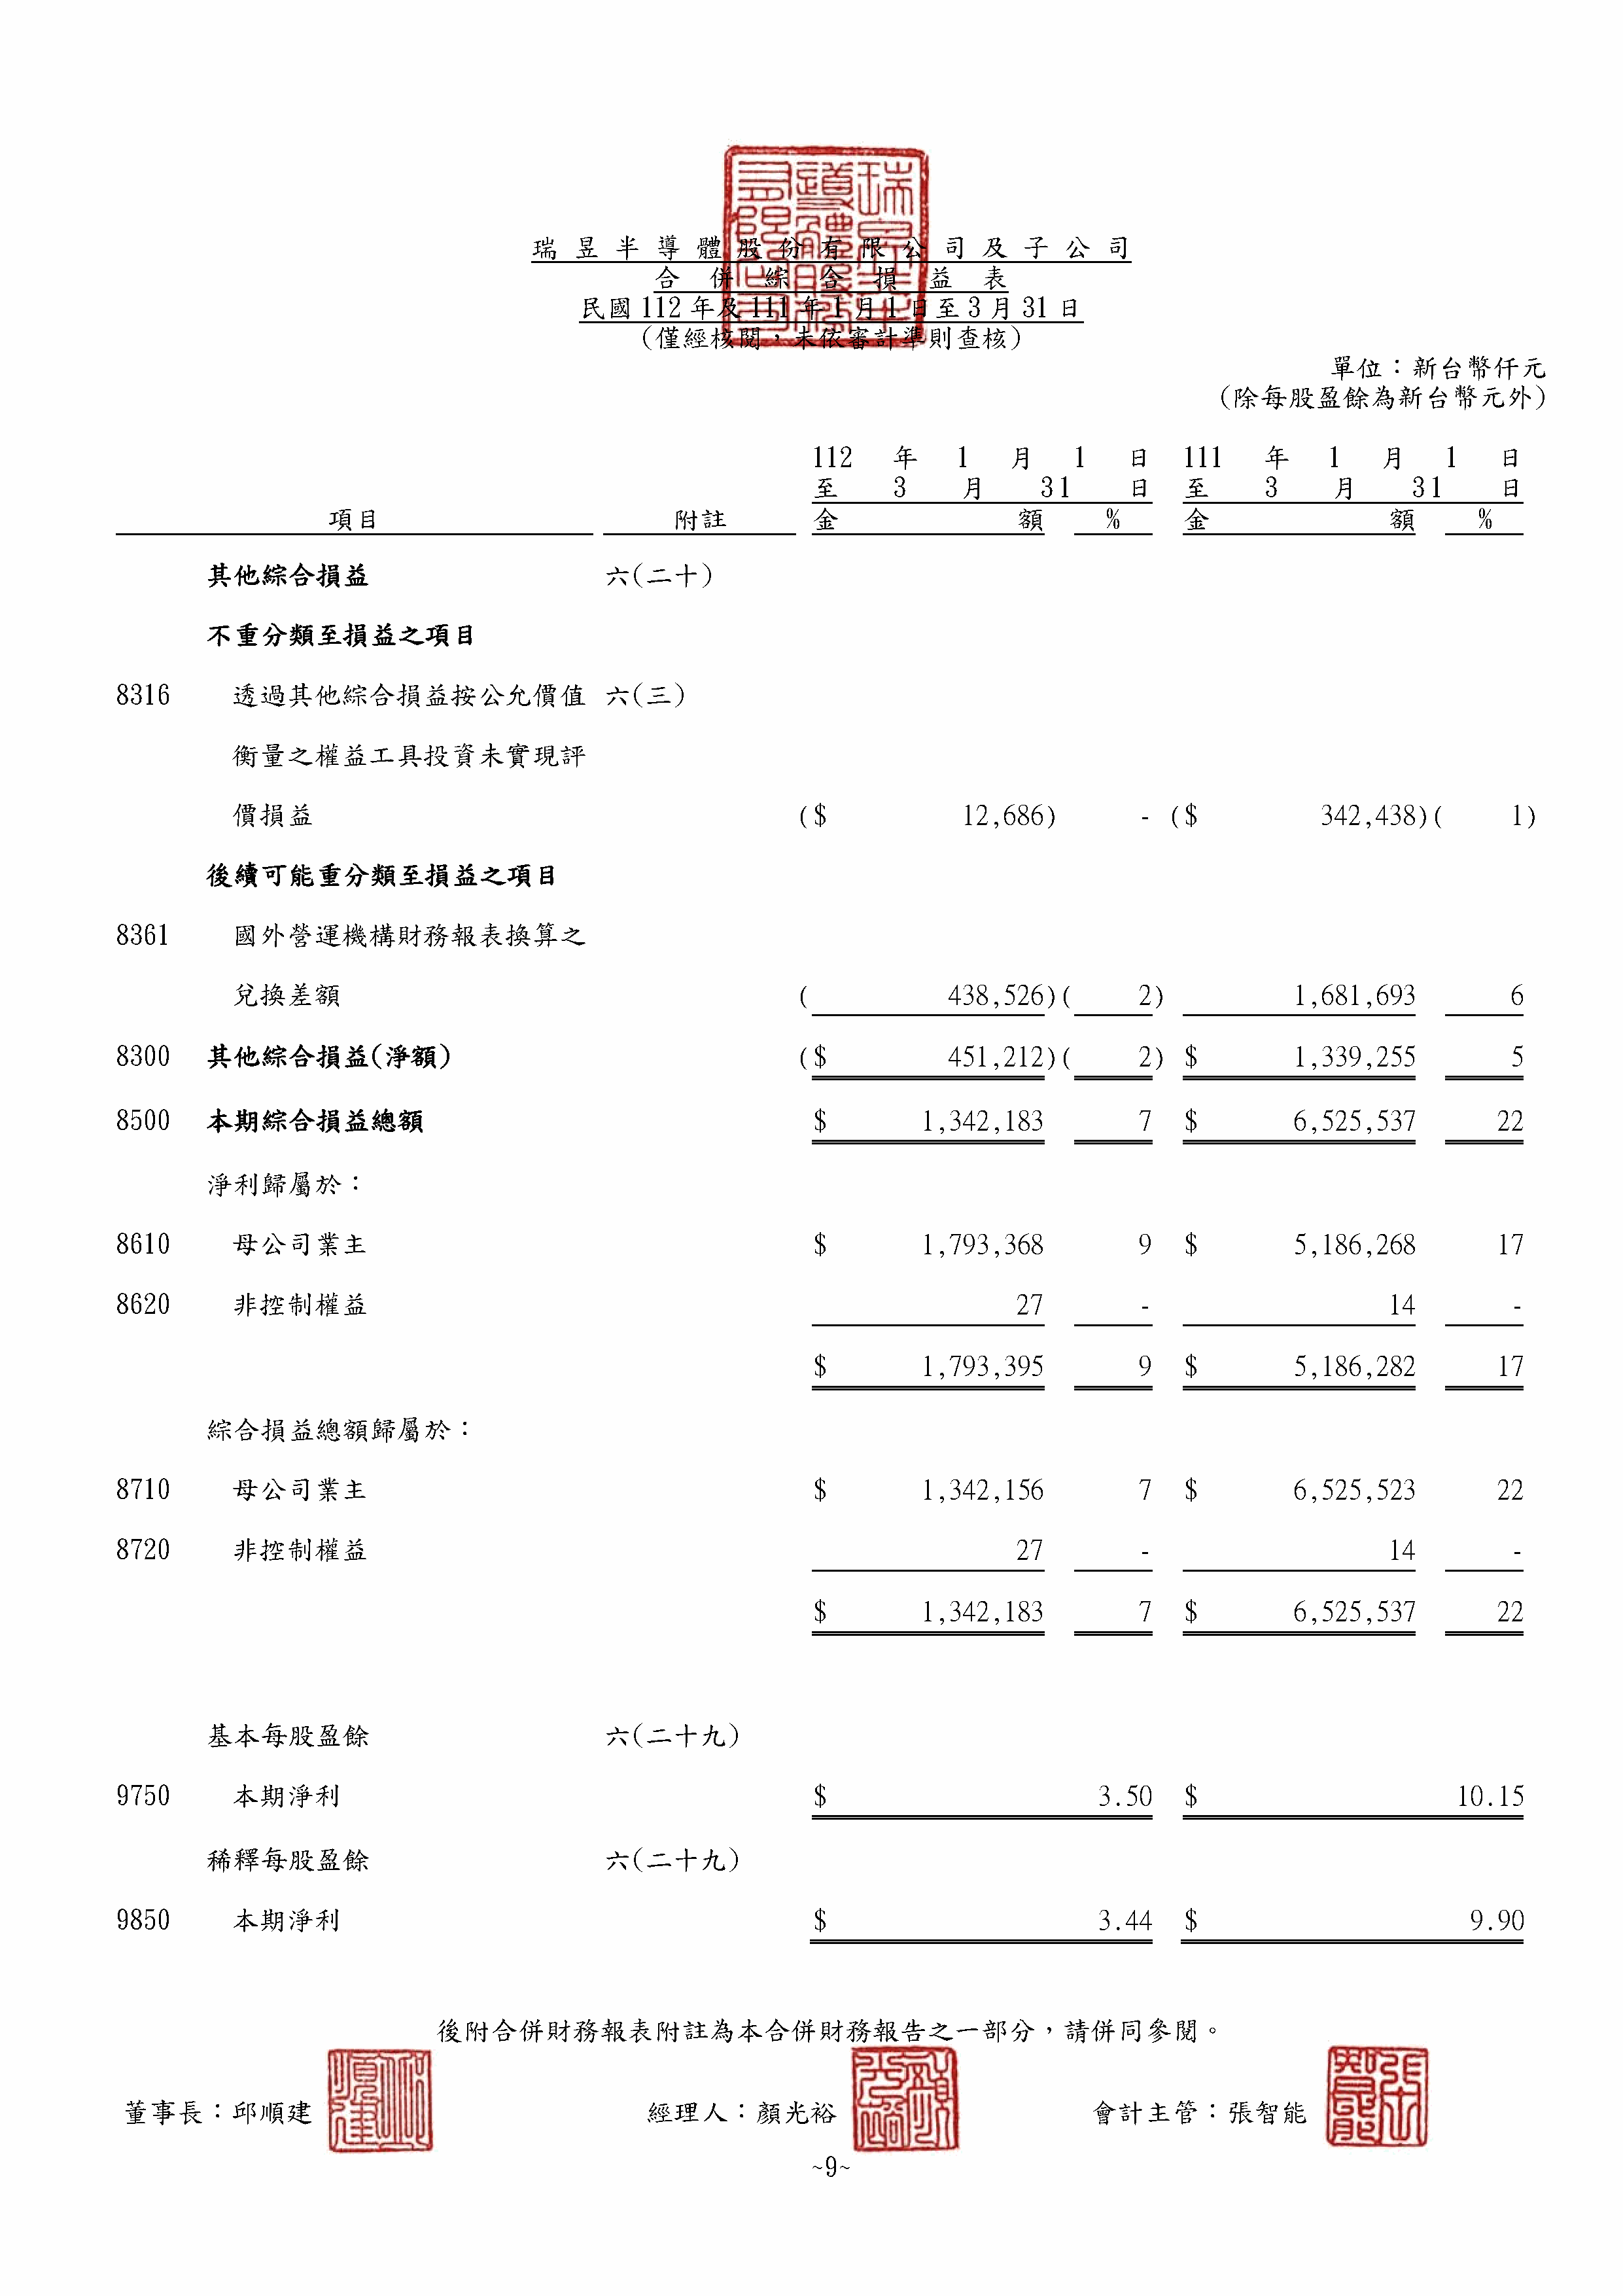 瑞昱半導體股份有限公司及子公司
合併綜合損益表
民國 112 年及 111 年 1 月 1 日至 3 月 31 日
(僅經核閱，未依審計準則查核)
單位：新台幣仟元
(除每股盈餘為新台幣元外)
112 年 1 月 1 日 111 年 1 月 1 日
至 3 月 31 日 至 3 月 31 日
項目 附註 金 額 % 金 額 %
其他綜合損益 六(二十)
不重分類至損益之項目
8316 透過其他綜合損益按公允價值 六(三)
衡量之權益工具投資未實現評
價損益 ($ 12,686) - ($ 342,438)( 1)
後續可能重分類至損益之項目
8361 國外營運機構財務報表換算之
兌換差額 ( 438,526)( 2) 1,681,693 6
8300 其他綜合損益(淨額) ($ 451,212)( 2) $ 1,339,255 5
8500 本期綜合損益總額 $ 1,342,183 7 $ 6,525,537 22
淨利歸屬於：
8610 母公司業主 $ 1,793,368 9 $ 5,186,268 17
8620 非控制權益 27 - 14 -
$ 1,793,395 9 $ 5,186,282 17
綜合損益總額歸屬於：
8710 母公司業主 $ 1,342,156 7 $ 6,525,523 22
8720 非控制權益 27 - 14 -
$ 1,342,183 7 $ 6,525,537 22
基本每股盈餘 六(二十九)
9750 本期淨利 $ 3.50 $ 10.15
稀釋每股盈餘 六(二十九)
9850 本期淨利 $ 3.44 $ 9.90
後附合併財務報表附註為本合併財務報告之一部分，請併同參閱。
董事長：邱順建 經理人：顏光裕 會計主管：張智能
~9~